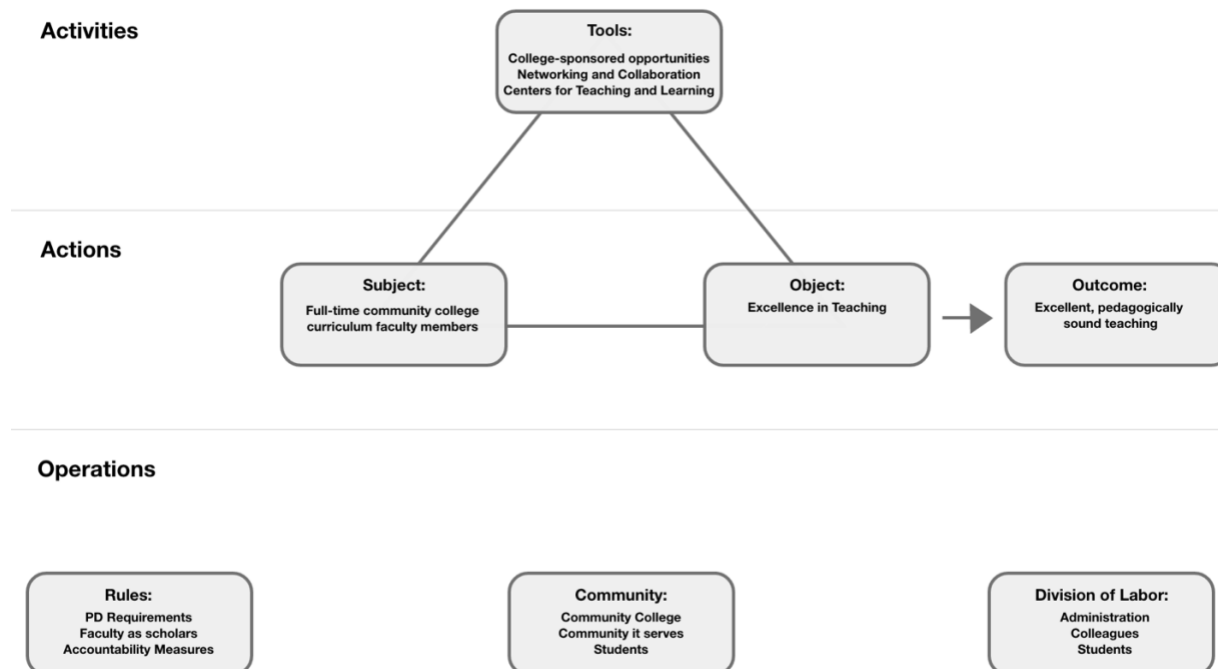 Activities
Tools:
College-sponsored opportunities
Networking and Collaboration
Centers for Teaching and Learning
Actions
Subject:
Full-time community college
curriculum faculty members
Object:
Excellence in Teaching
Outcome:
Excellent, pedagogically
sound teaching
Operations
Rules:
PD Requirements
Faculty as scholars
Accountability Measures
Community:
Community College
Community it serves
Students
Division of Labor:
Administration
Colleagues
Students